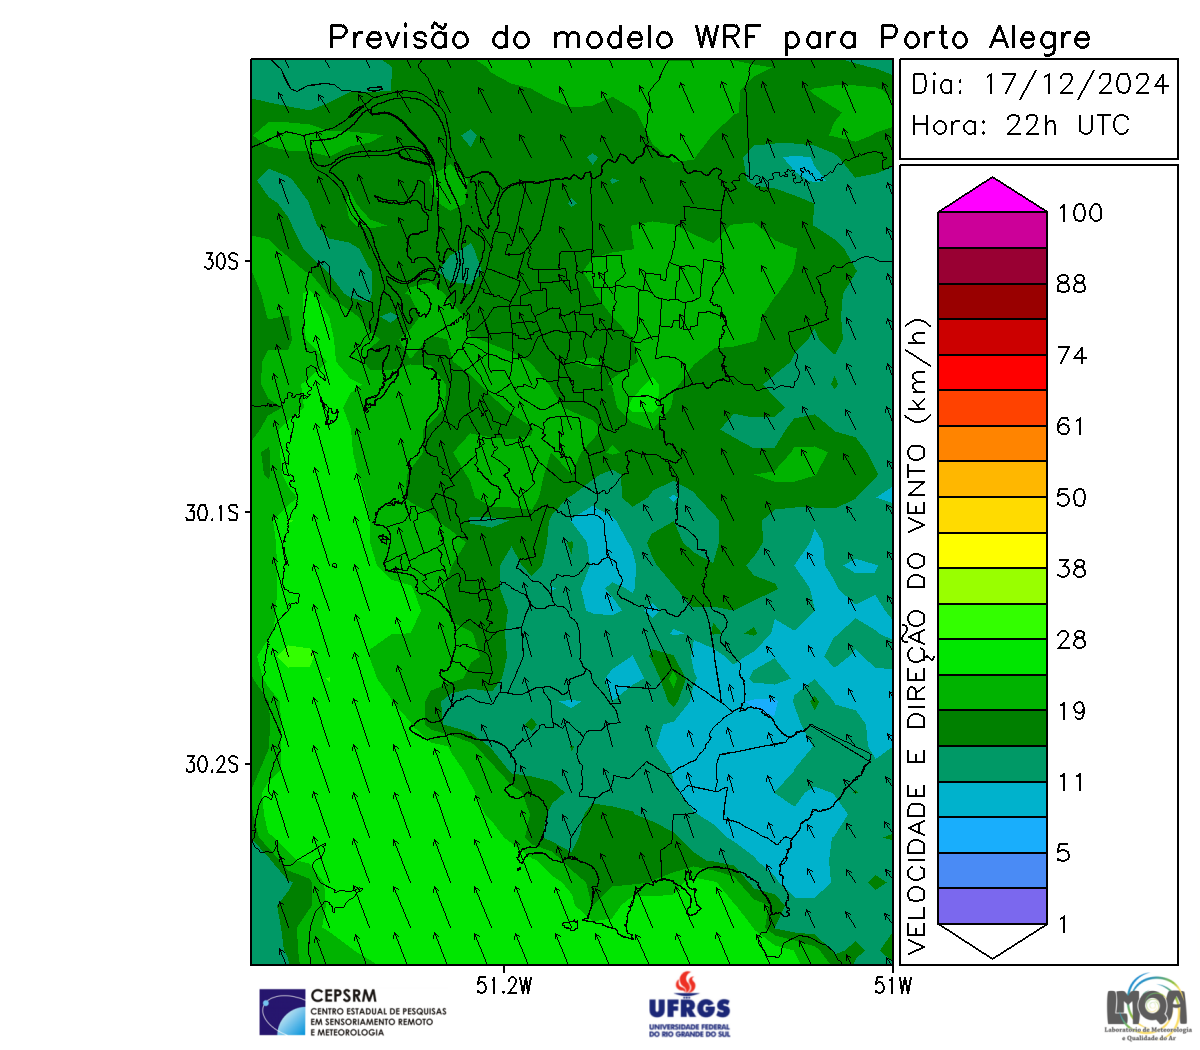 Previsão do modelo WRF para Porto Alegre
Dia: 17/12/2024
Hora: 22h UTC
100
88
74
61
50
38
28
19
11
5
1
VELOCIDADE E DIREÇÃO DO VENTO (km/h)
30S
30.1S
30.2S
51.2W
51W
CEPSRM
CENTRO ESTADUAL DE PESQUISAS
EM SENSORIAMENTO REMOTO
E METEOROLOGIA
UFRGS
UNIVERSIDADE FEDERAL
DO RIO GRANDE DO SUL
LMQA
Laboratório de Meteorologia
e Qualidade do Ar